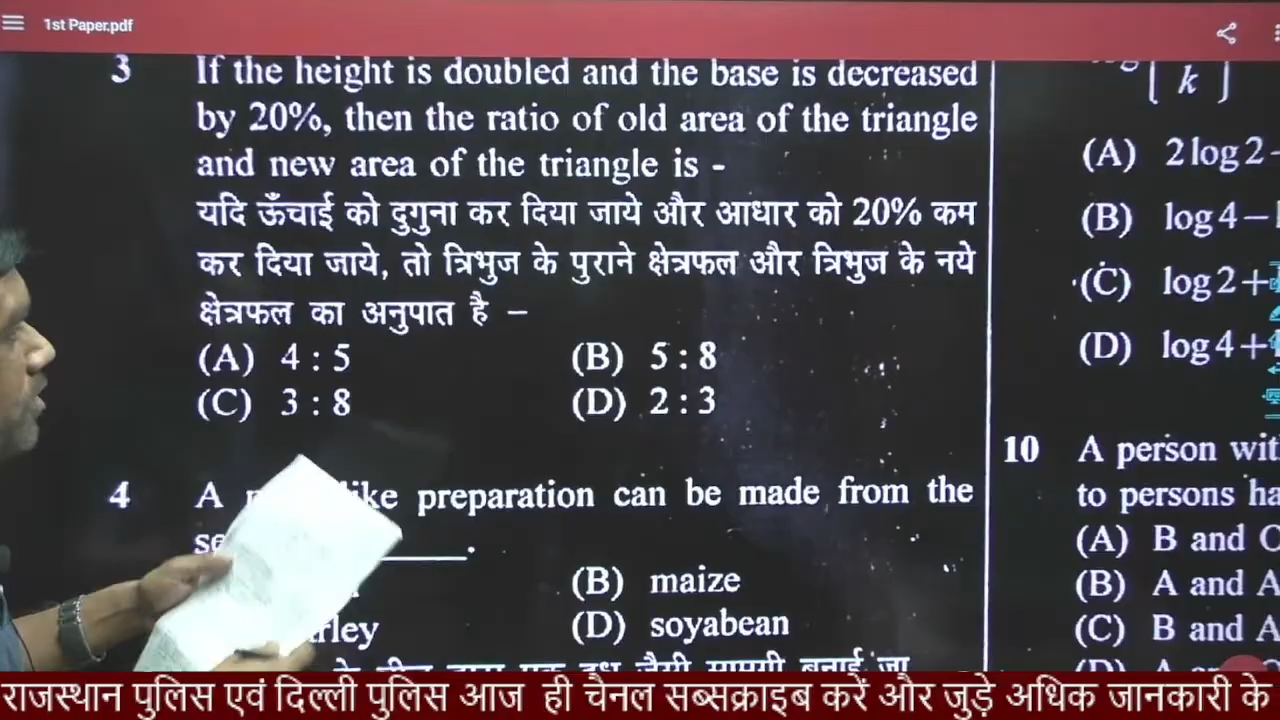 1st Paper.pdf
3 If the height is doubled and the base is decreased
by 20%, then the ratio of old area of the triangle
and new area of the triangle is -
यदि ऊँचाई को दुगुना कर दिया जाये और आधार को 20% कम
कर दिया जाये, तो त्रिभुज के पुराने क्षेत्रफल और त्रिभुज के नये
क्षेत्रफल का अनुपात है –
(A) 4 : 5 (B) 5 : 8
(C) 3 : 8 (D) 2 : 3
4 A like preparation can be made from the
.
(B) maize
(D) soyabean
k
(A) 2 log 2 -
(B) log 4 –
(C) log 2 +
(D) log 4 +
10 A person
to persons
(A) B and
(B) A and
(C) B and
राजस्थान पुलिस एवं दिल्ली पुलिस आज ही चैनल सब्सक्राइब करें और जुड़े अधिक जानकारी के